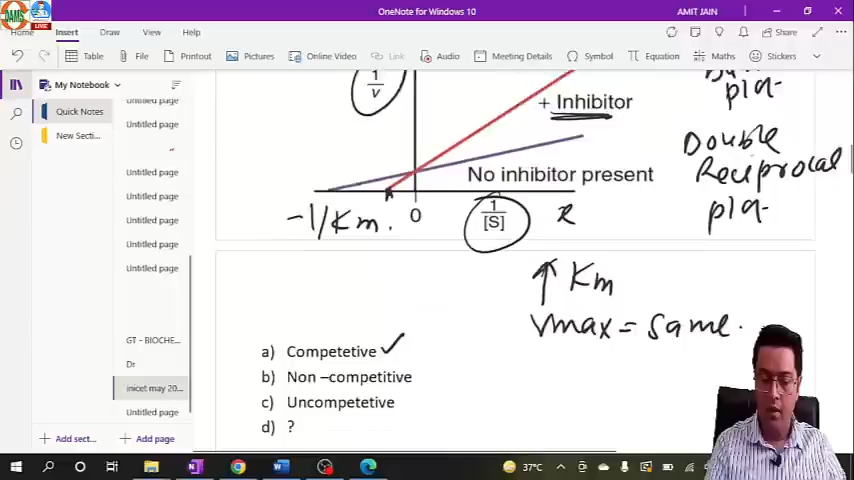 DAMS
LIVE
OneNote for Windows 10
AMIT JAIN
Home
Insert
Draw
View
Help
Share
Table
File
Printout
Pictures
Online Video
Link
Audio
Meeting Details
Symbol
Equation
Maths
Stickers
My Notebook
Quick Notes
New Secti...
Untitled page
Untitled page
Untitled page
Untitled page
Untitled page
Untitled page
Untitled page
GT - BIOCHE...
Dr
inicet may 20...
Untitled page
Add sect...
Add page
1
v
+ Inhibitor
No inhibitor present
-1/Km.
0
1
[S]
x
plot
Double
Reciprocal
plot
↑ Km
Vmax = same.
a) Competetive ✓
b) Non –competitive
c) Uncompetetive
d) ?
37°C
ENG